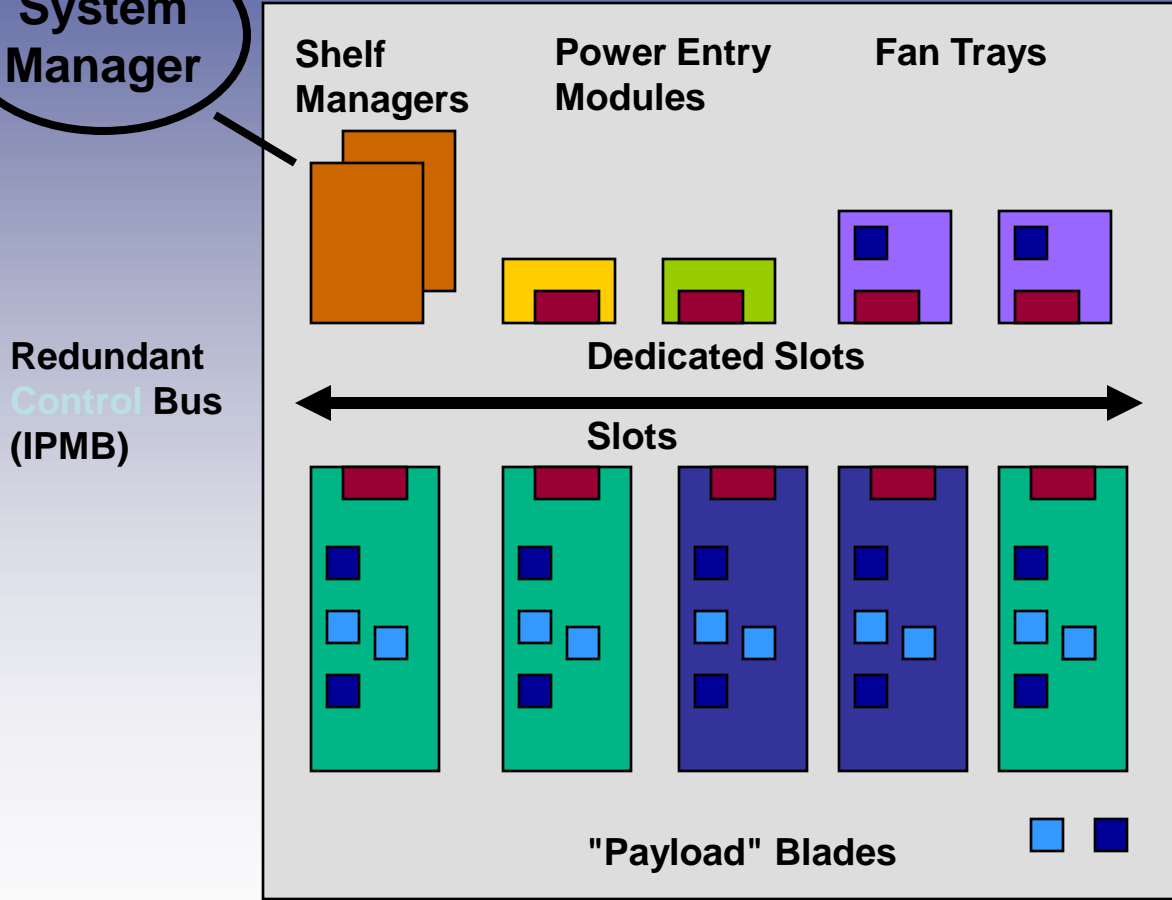 System
Manager
Shelf
Managers
Power Entry
Modules
Fan Trays
Redundant
Control Bus
(IPMB)
Dedicated Slots
Slots
"Payload" Blades